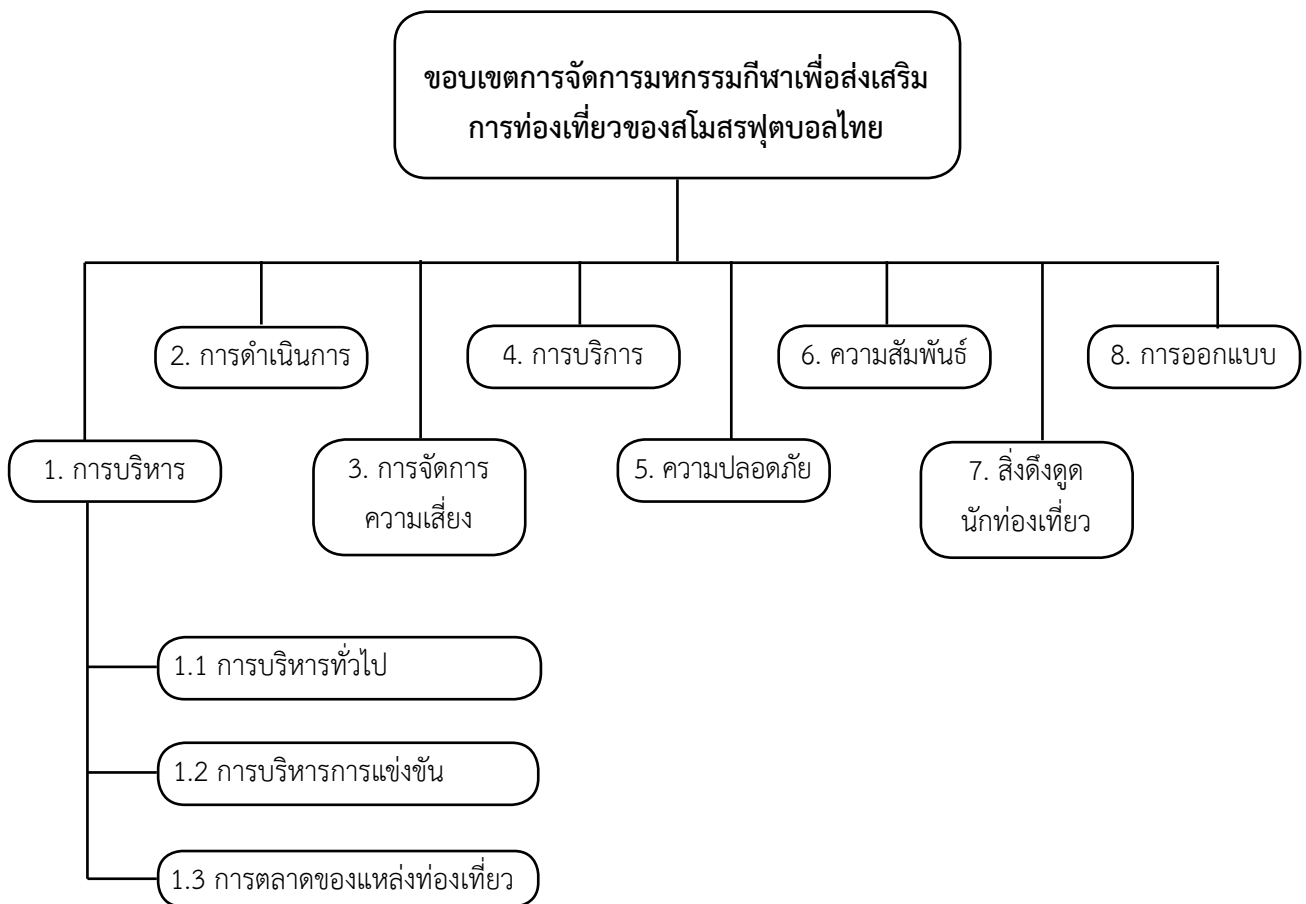 ขอบเขตการจัดการมหกรรมกีฬาเพื่อส่งเสริม
การท่องเที่ยวของสโมสรฟุตบอลไทย
2. การดำเนินการ
4. การบริการ
6. ความสัมพันธ์
8. การออกแบบ
1. การบริหาร
3. การจัดการ
ความเสี่ยง
5. ความปลอดภัย
7. สิ่งดึงดูด
นักท่องเที่ยว
1.1 การบริหารทั่วไป
1.2 การบริหารการแข่งขัน
1.3 การตลาดของแหล่งท่องเที่ยว